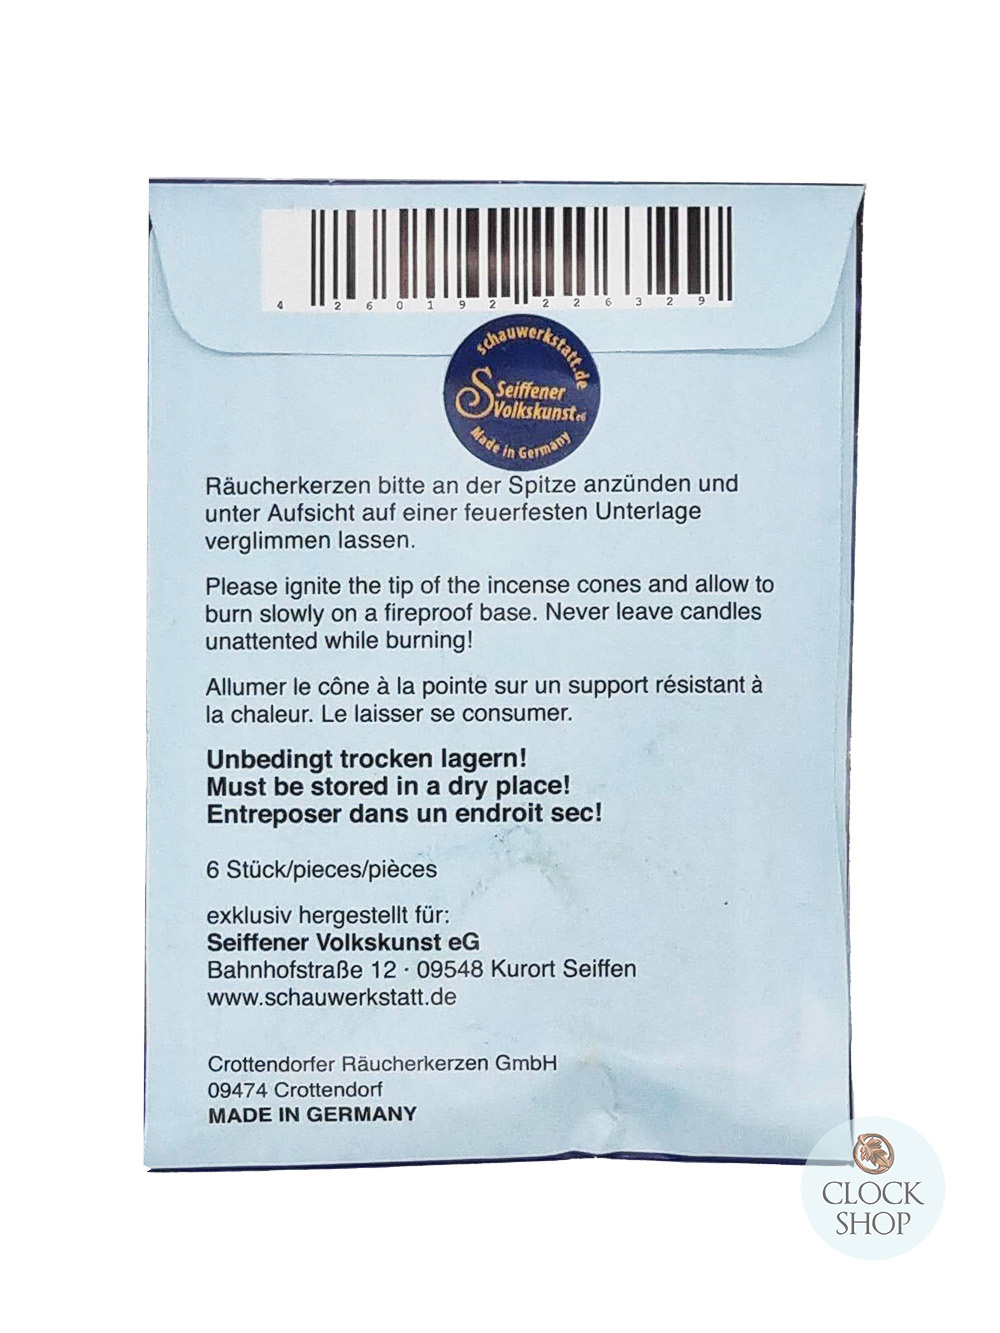 4 260192 226329
schauwerkstatt.de
Seiffener
Volkskunst eG
Made in Germany
Räucherkerzen bitte an der Spitze anzünden und
unter Aufsicht auf einer feuerfesten Unterlage
verglimmen lassen.
Please ignite the tip of the incense cones and allow to
burn slowly on a fireproof base. Never leave candles
unattented while burning!
Allumer le cône à la pointe sur un support résistant à
la chaleur. Le laisser se consumer.
Unbedingt trocken lagern!
Must be stored in a dry place!
Entreposer dans un endroit sec!
6 Stück/pieces/pièces
exklusiv hergestellt für:
Seiffener Volkskunst eG
Bahnhofstraße 12 · 09548 Kurort Seiffen
www.schauwerkstatt.de
Crottendorfer Räucherkerzen GmbH
09474 Crottendorf
MADE IN GERMANY
CLOCK
SHOP